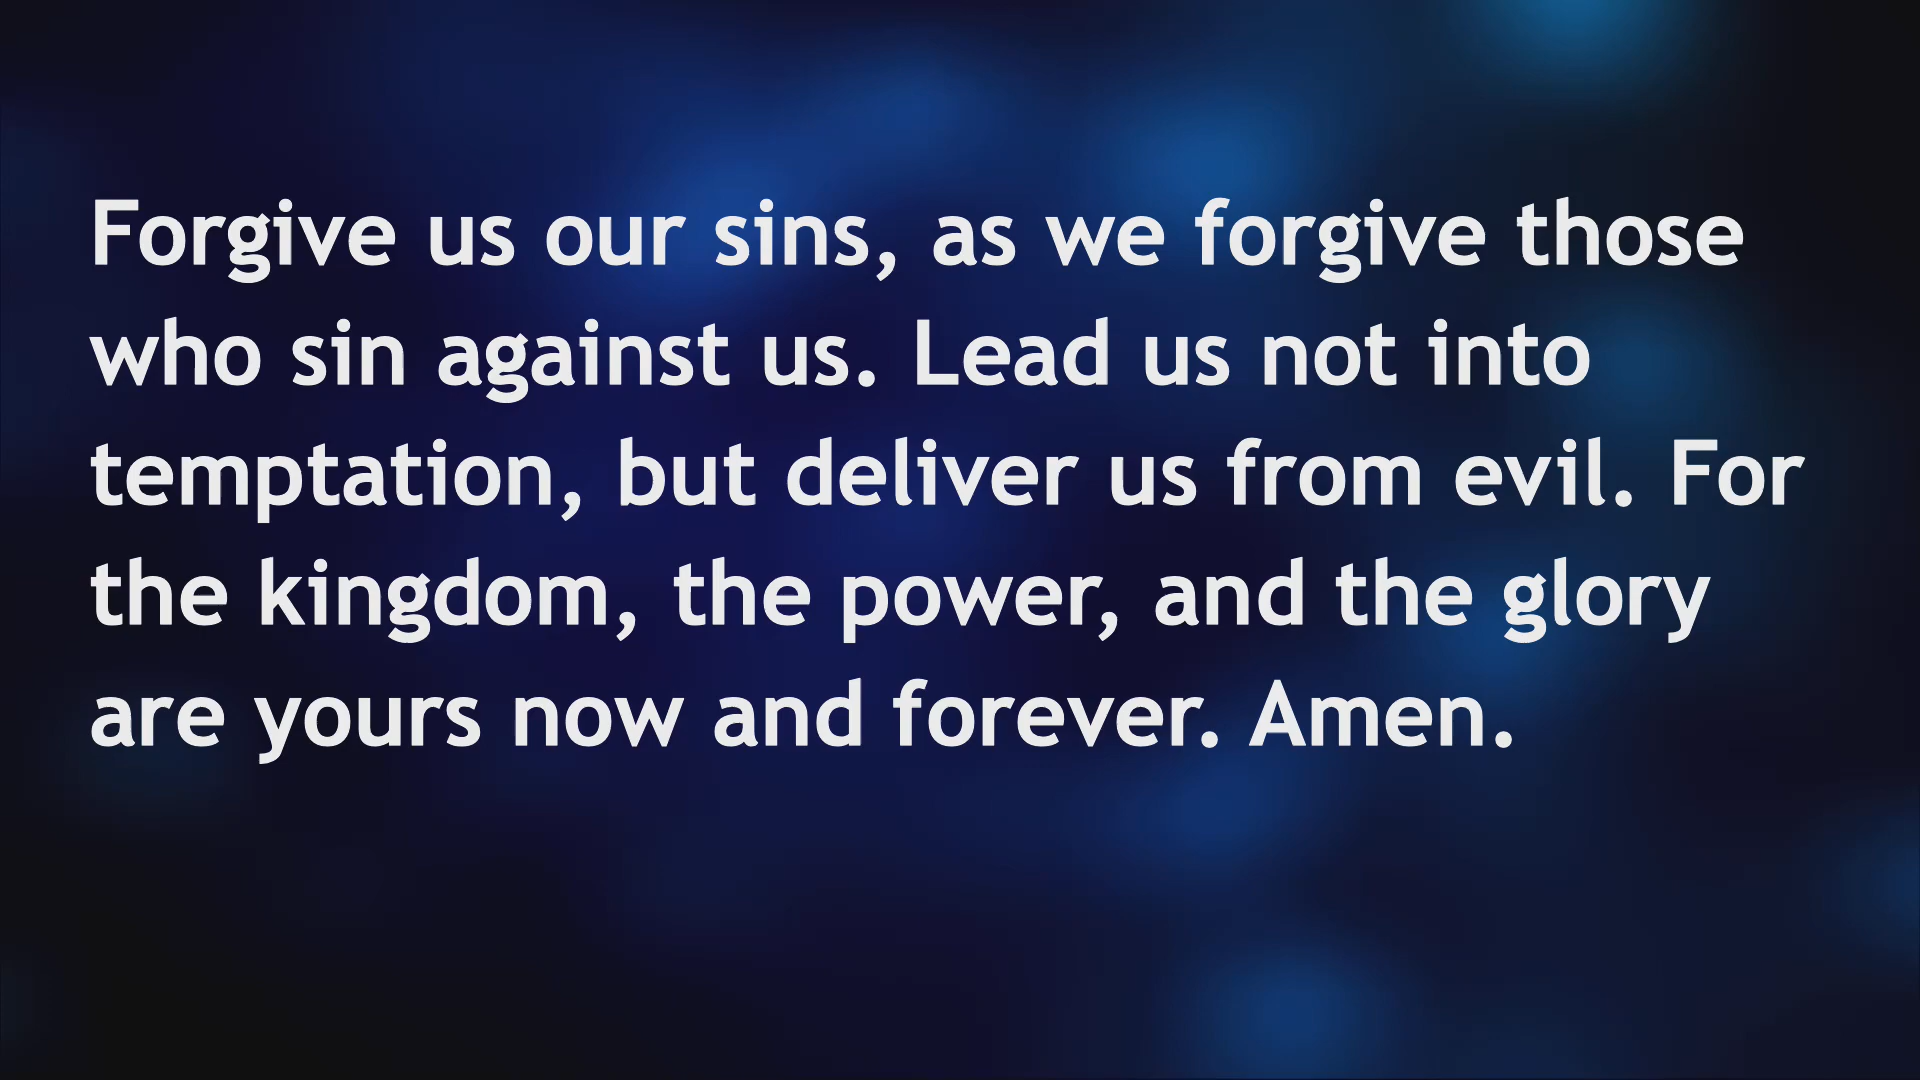 Forgive us our sins, as we forgive those
who sin against us. Lead us not into
temptation, but deliver us from evil. For
the kingdom, the power, and the glory
are yours now and forever. Amen.